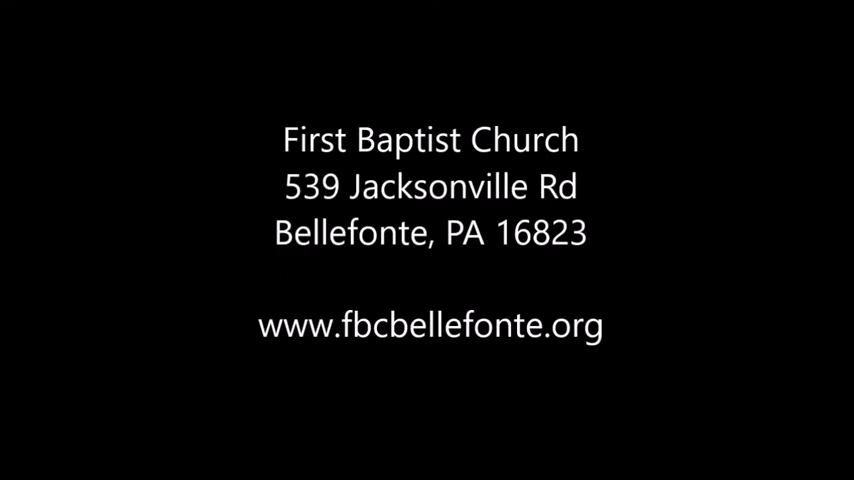 First Baptist Church
539 Jacksonville Rd
Bellefonte, PA 16823
www.fbcbellefonte.org